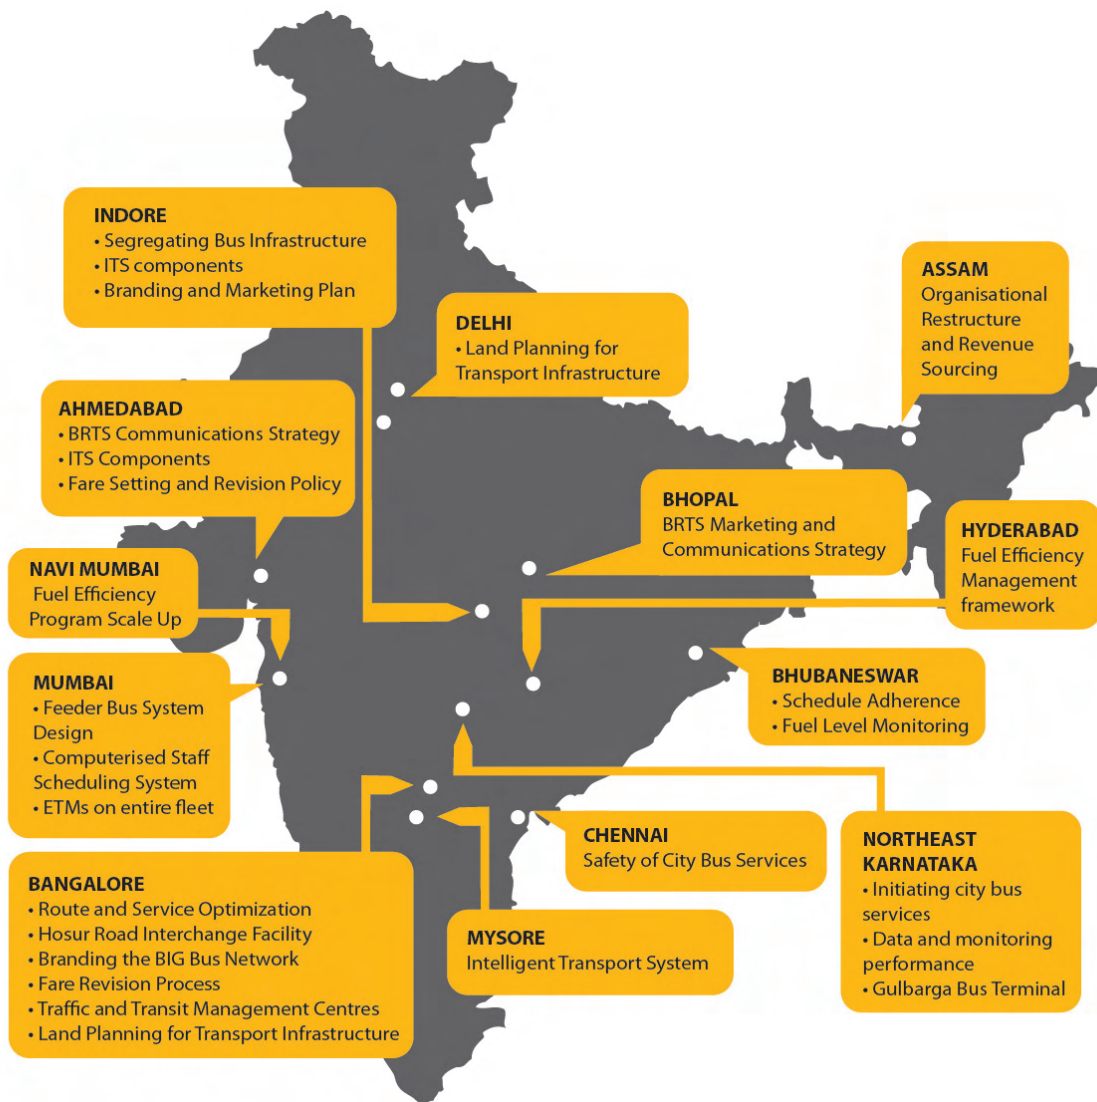 INDORE
• Segregating Bus Infrastructure
• ITS components
• Branding and Marketing Plan
DELHI
• Land Planning for
Transport Infrastructure
ASSAM
Organisational
Restructure
and Revenue
Sourcing
AHMEDABAD
• BRTS Communications Strategy
• ITS Components
• Fare Setting and Revision Policy
BHOPAL
BRTS Marketing and
Communications Strategy
HYDERABAD
Fuel Efficiency
Management
framework
NAVI MUMBAI
Fuel Efficiency
Program Scale Up
MUMBAI
• Feeder Bus System
Design
• Computerised Staff
Scheduling System
• ETMs on entire fleet
BHUBANESWAR
• Schedule Adherence
• Fuel Level Monitoring
CHENNAI
Safety of City Bus Services
NORTHEAST
KARNATAKA
• Initiating city bus
services
• Data and monitoring
performance
• Gulbarga Bus Terminal
BANGALORE
• Route and Service Optimization
• Hosur Road Interchange Facility
• Branding the BIG Bus Network
• Fare Revision Process
• Traffic and Transit Management Centres
• Land Planning for Transport Infrastructure
MYSORE
Intelligent Transport System